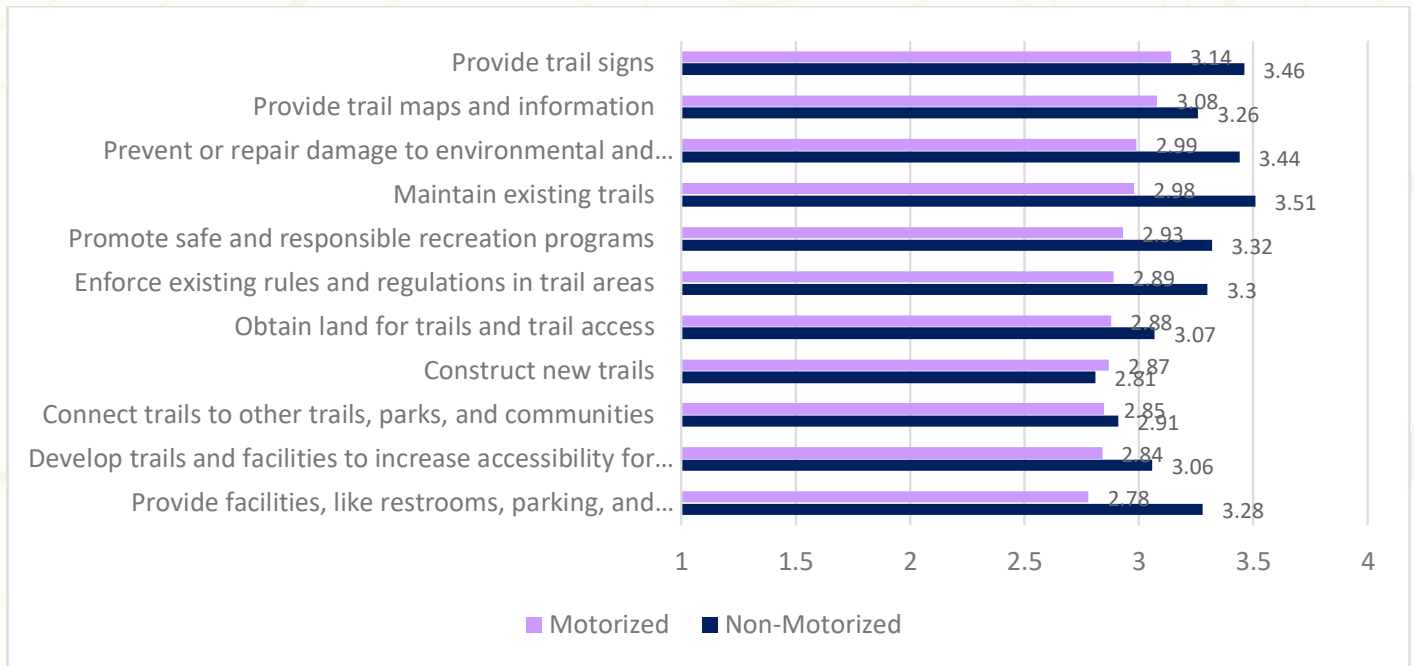 Provide trail signs
3.14
3.46
Provide trail maps and information
3.08
3.26
Prevent or repair damage to environmental and...
2.99
3.44
Maintain existing trails
2.98
3.51
Promote safe and responsible recreation programs
2.93
3.32
Enforce existing rules and regulations in trail areas
2.89
3.3
Obtain land for trails and trail access
2.88
3.07
Construct new trails
2.87
2.81
Connect trails to other trails, parks, and communities
2.85
2.91
Develop trails and facilities to increase accessibility for...
2.84
3.06
Provide facilities, like restrooms, parking, and...
2.78
3.28
1 1.5 2 2.5 3 3.5 4
Motorized Non-Motorized